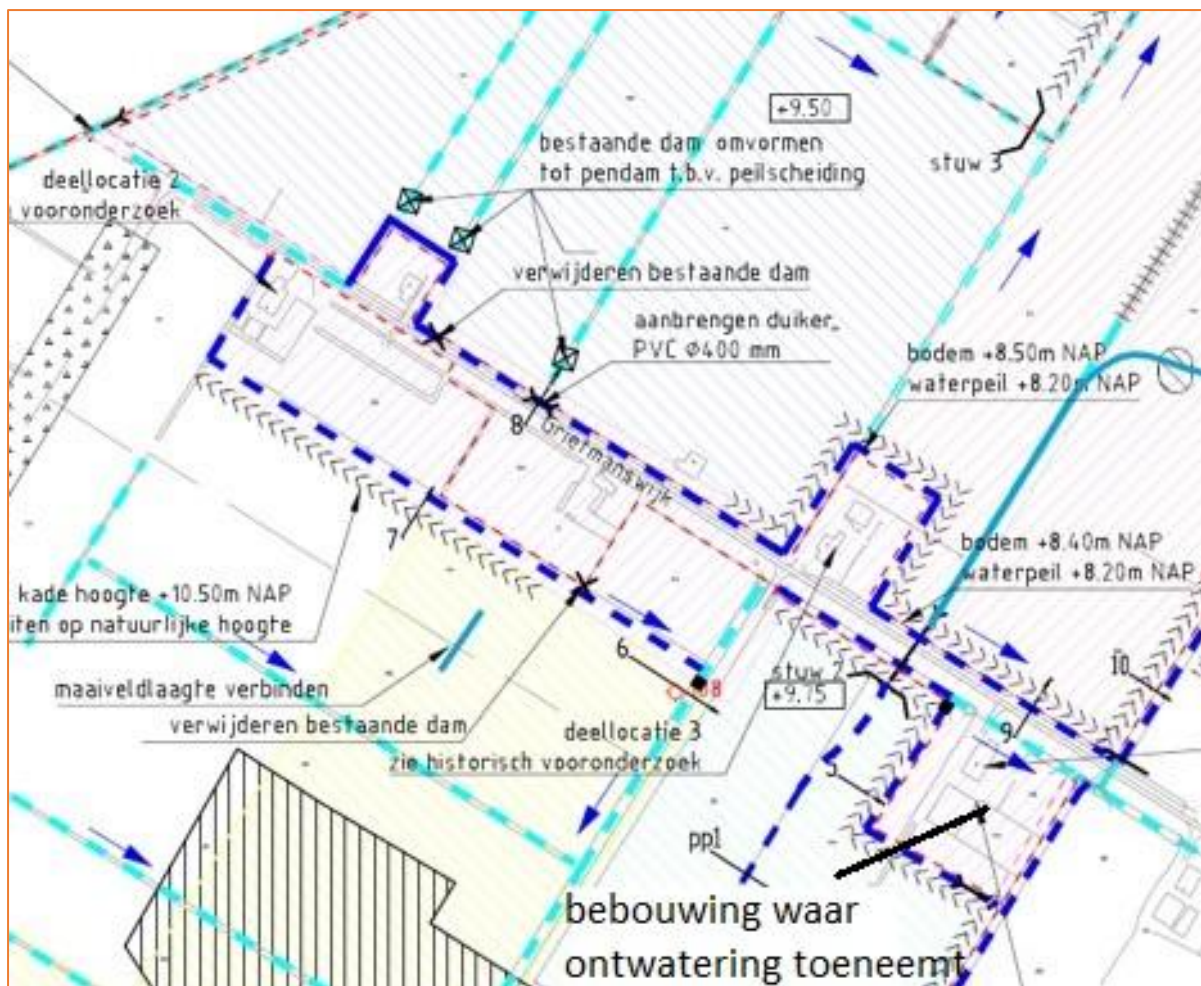 +9.50
bestaande dam omvormen
tot pendam t.b.v. peilscheiding
stuw 3
deellocatie 2
vooronderzoek
verwijderen bestaande dam
aanbrengen duiker
PVC Ø400 mm
bodem +8.50m NAP
waterpeil +8.20m NAP
8
Grietmanswijk
7
bodem +8.40m NAP
waterpeil +8.20m NAP
kade hoogte +10.50m NAP
iten op natuurlijke hoogte
6
stuw 2
+9.75
10
maaiveldlaagte verbinden
verwijderen bestaande dam
deellocatie 3
zie historisch vooronderzoek
9
pp1
bebouwing waar
ontwatering toeneemt